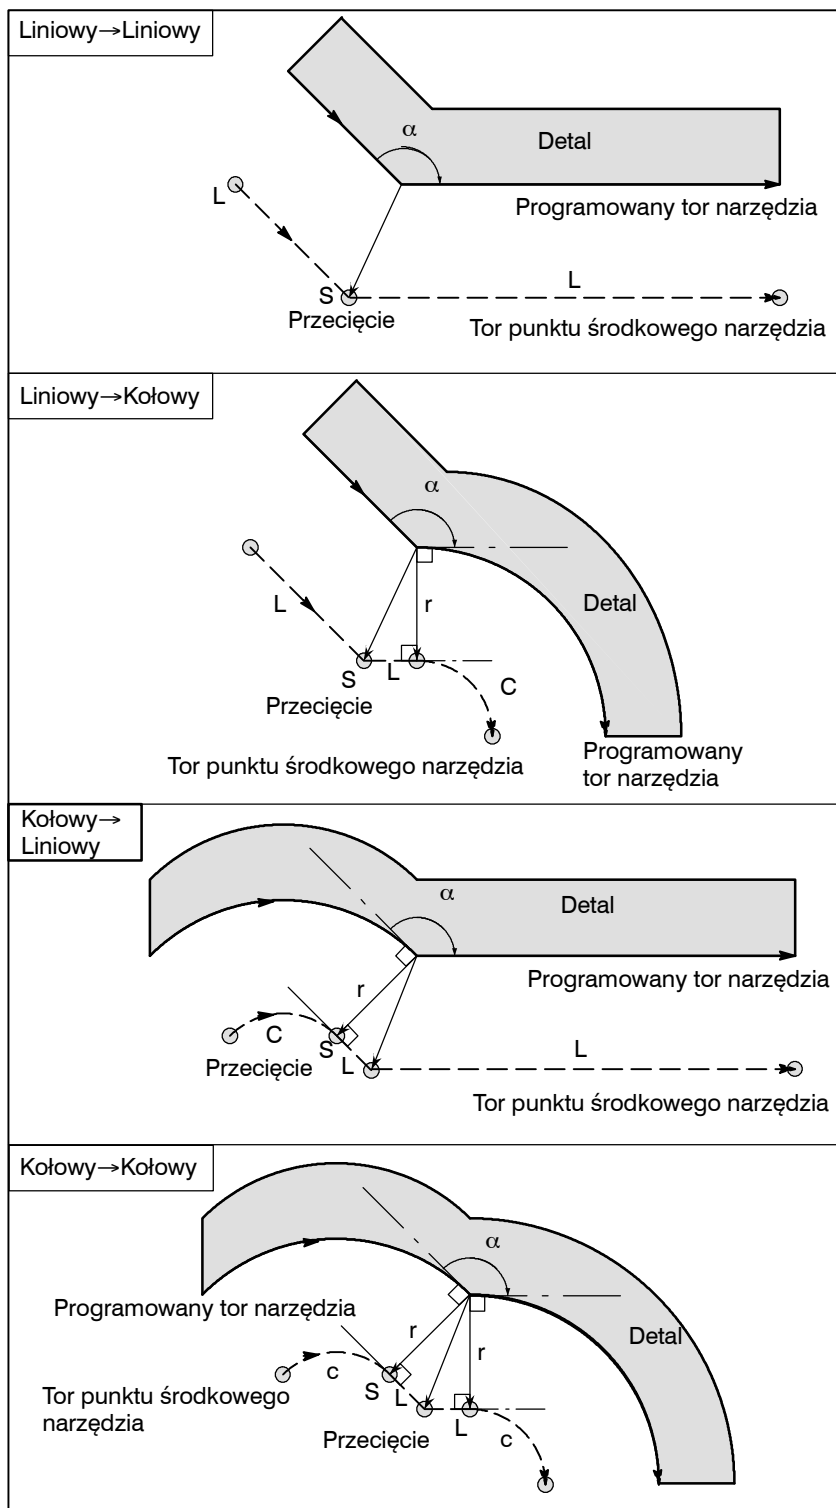 Liniowy→Liniowy
α
Detal
L
Programowany tor narzędzia
S
L
Przecięcie
Tor punktu środkowego narzędzia
Liniowy→Kołowy
α
L
r
Detal
S
L
C
Przecięcie
Tor punktu środkowego narzędzia
Programowany
tor narzędzia
Kołowy→
Liniowy
α
Detal
Programowany tor narzędzia
r
C
S
L
L
Przecięcie
Tor punktu środkowego narzędzia
Kołowy→Kołowy
α
Programowany tor narzędzia
Detal
r
r
c
S
L
L
c
Tor punktu środkowego
narzędzia
Przecięcie